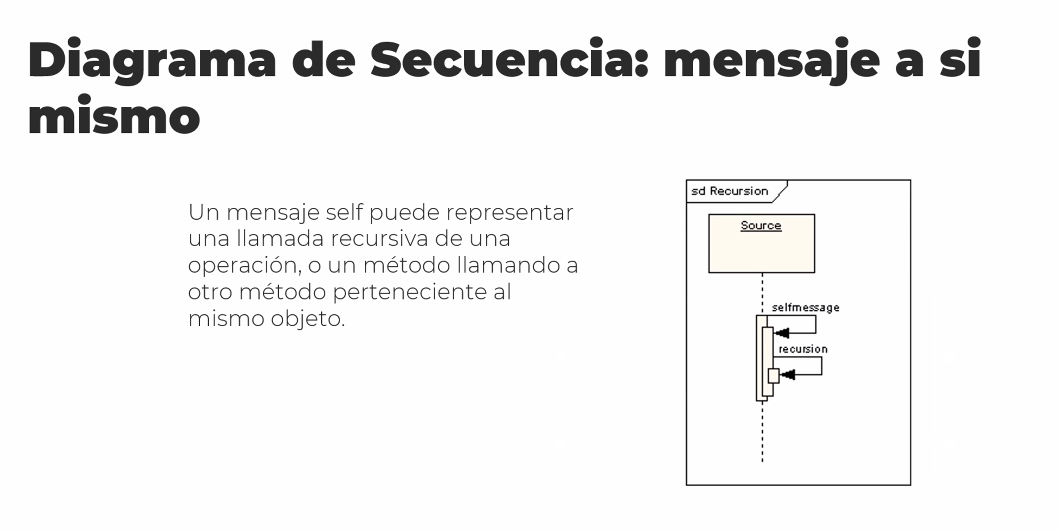 Diagrama de Secuencia: mensaje a si
mismo
Un mensaje self puede representar
una llamada recursiva de una
operación, o un método llamando a
otro método perteneciente al
mismo objeto.
sd Recursion
Source
selfmessage
recursion